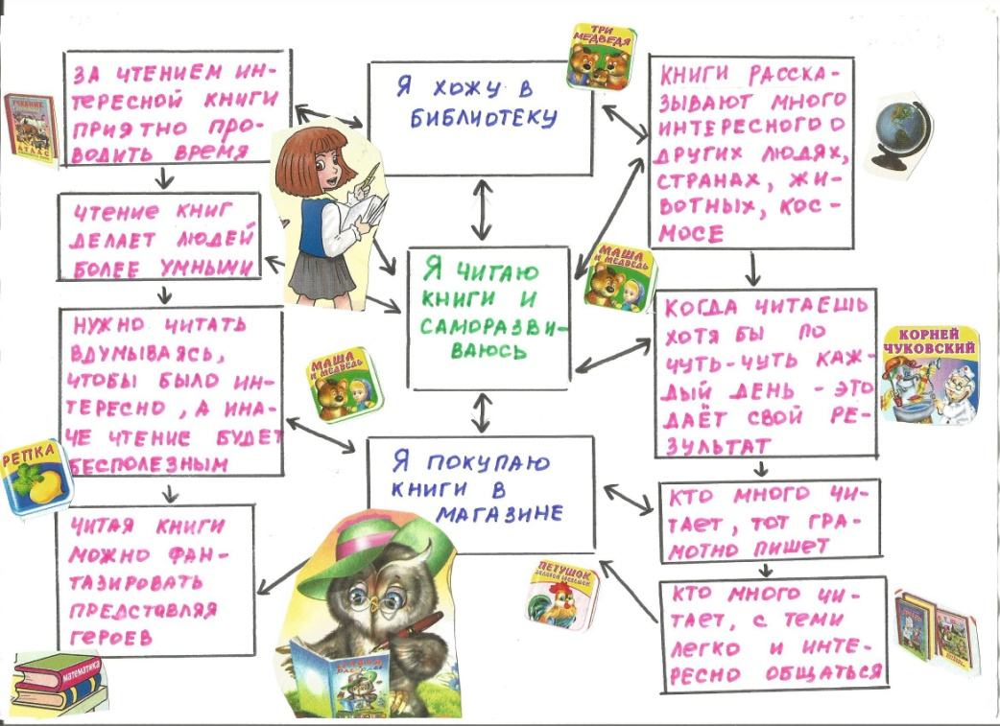 ЗА ЧТЕНИЕМ ИН-
ТЕРЕСНОЙ КНИГИ
ПРИЯТНО ПРО-
ВОДИТЬ ВРЕМЯ
ЧТЕНИЕ КНИГ
ДЕЛАЕТ ЛЮДЕЙ
БОЛЕЕ УМНЫМИ
НУЖНО ЧИТАТЬ
ВДУМЫВАЯСЬ,
ЧТОБЫ БЫЛО ИН-
ТЕРЕСНО, А ИНА-
ЧЕ ЧТЕНИЕ БУДЕТ
БЕСПОЛЕЗНЫМ
ЧИТАЯ КНИГИ
МОЖНО ФАН-
ТАЗИРОВАТЬ
ПРЕДСТАВЛЯЯ
ГЕРОЕВ
Я ХОЖУ В
БИБЛИОТЕКУ
Я ЧИТАЮ
КНИГИ И
САМОРАЗВИ-
ВАЮСЬ
Я ПОКУПАЮ
КНИГИ В
МАГАЗИНЕ
КНИГИ РАССКА-
ЗЫВАЮТ МНОГО
ИНТЕРЕСНОГО О
ДРУГИХ ЛЮДЯХ,
СТРАНАХ, ЖИ-
ВОТНЫХ, КОС-
МОСЕ
КОГДА ЧИТАЕШЬ
ХОТЯ БЫ ПО
ЧУТЬ-ЧУТЬ КАЖ-
ДЫЙ ДЕНЬ - ЭТО
ДАЁТ СВОЙ РЕ-
ЗУЛЬТАТ
КТО МНОГО ЧИ-
ТАЕТ, ТОТ ГРА-
МОТНО ПИШЕТ
КТО МНОГО ЧИ-
ТАЕТ, С ТЕМИ
ЛЕГКО И ИНТЕ-
РЕСНО ОБЩАТЬСЯ
ТРИ
МЕДВЕДЯ
МАША
И МЕДВЕДЬ
МАША
И МЕДВЕДЬ
КОРНЕЙ
ЧУКОВСКИЙ
РЕПКА
ПЕТУШОК
МАТЕМАТИКА
АТЛАС